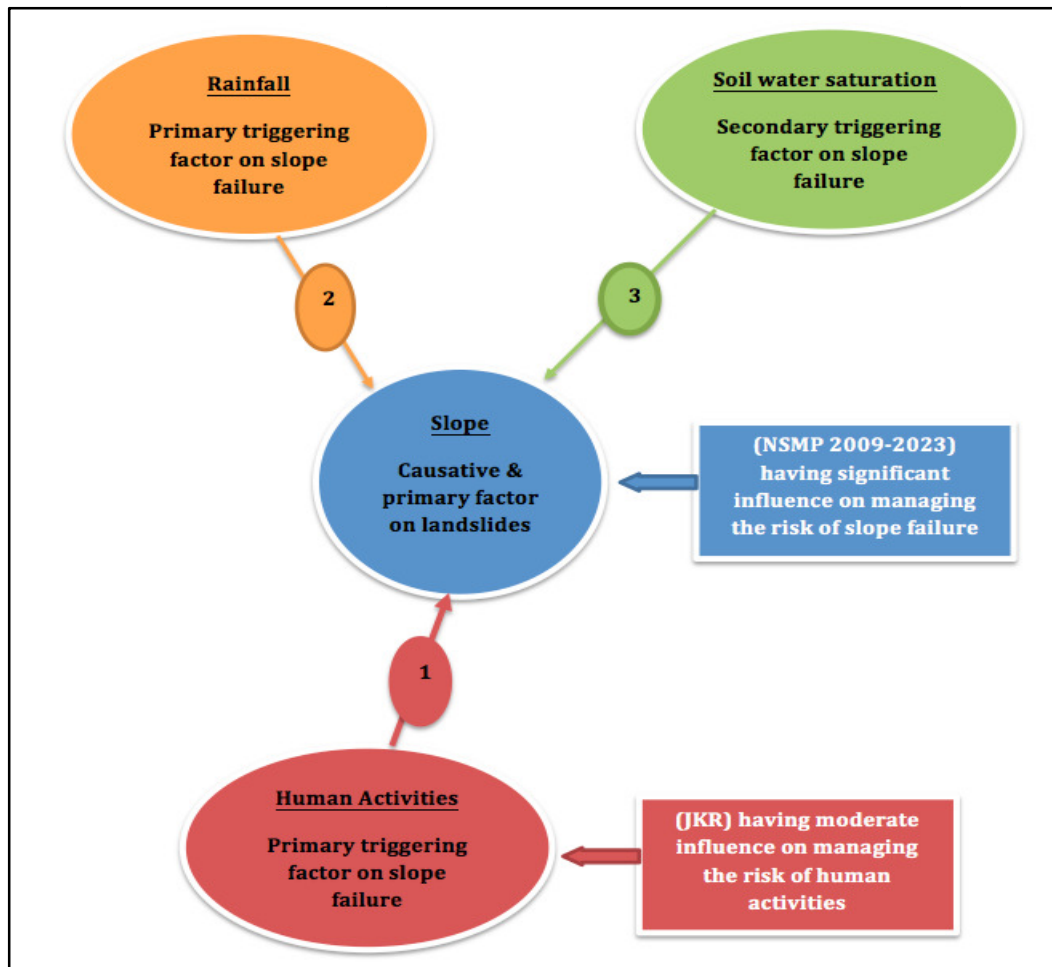 Rainfall
Primary triggering
factor on slope
failure
Soil water saturation
Secondary triggering
factor on slope
failure
2
3
Slope
Causative &
primary factor
on landslides
(NSMP 2009-2023)
having significant
influence on managing
the risk of slope failure
1
Human Activities
Primary triggering
factor on slope
failure
(JKR) having moderate
influence on managing
the risk of human
activities